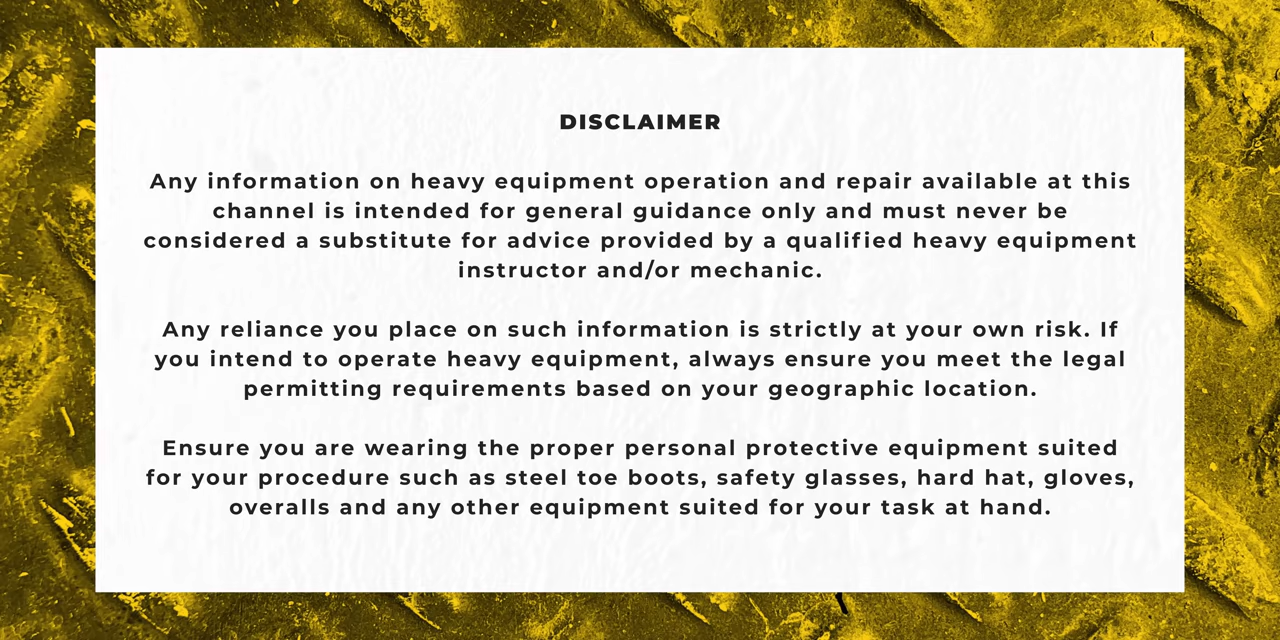 DISCLAIMER
Any information on heavy equipment operation and repair available at this
channel is intended for general guidance only and must never be
considered a substitute for advice provided by a qualified heavy equipment
instructor and/or mechanic.
Any reliance you place on such information is strictly at your own risk. If
you intend to operate heavy equipment, always ensure you meet the legal
permitting requirements based on your geographic location.
Ensure you are wearing the proper personal protective equipment suited
for your procedure such as steel toe boots, safety glasses, hard hat, gloves,
overalls and any other equipment suited for your task at hand.